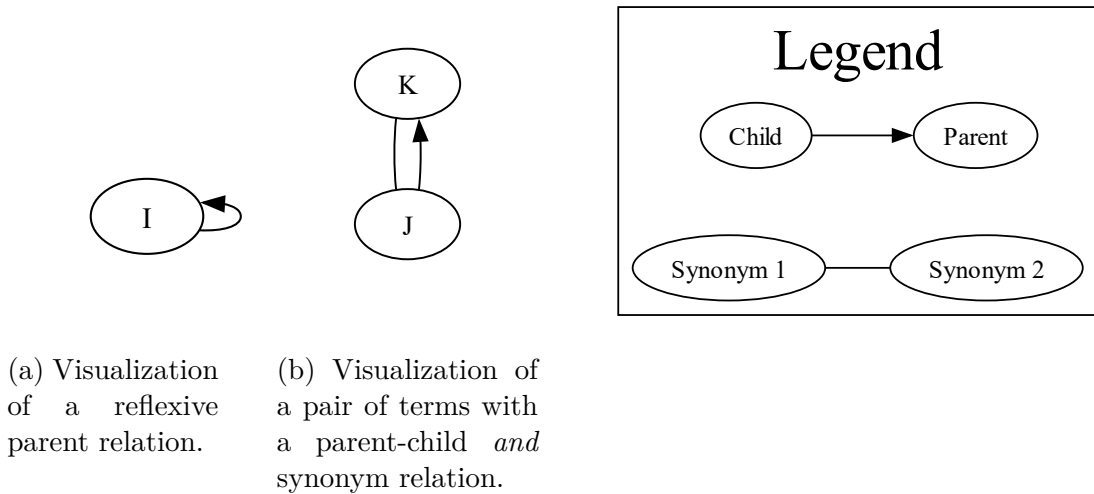 K
I
J
(a) Visualization
of a reflexive
parent relation.
(b) Visualization of
a pair of terms with
a parent-child and
synonym relation.
Legend
Child
Parent
Synonym 1
Synonym 2